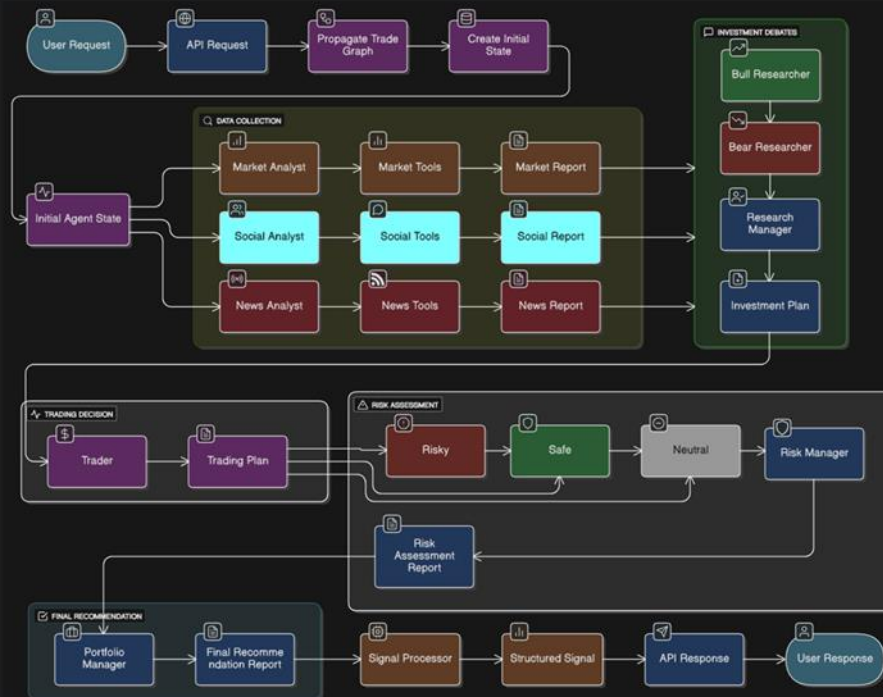 User Request
API Request
Propagate Trade
Graph
Create Initial
State
INVESTMENT DEBATES
Bull Researcher
Bear Researcher
Research
Manager
Investment Plan
DATA COLLECTION
Initial Agent State
Market Analyst
Market Tools
Market Report
Social Analyst
Social Tools
Social Report
News Analyst
News Tools
News Report
TRADING DECISION
Trader
Trading Plan
RISK ASSESSMENT
Risky
Safe
Neutral
Risk Manager
Risk
Assessment
Report
FINAL RECOMMENDATION
Portfolio
Manager
Final Recomme
ndation Report
Signal Processor
Structured Signal
API Response
User Response